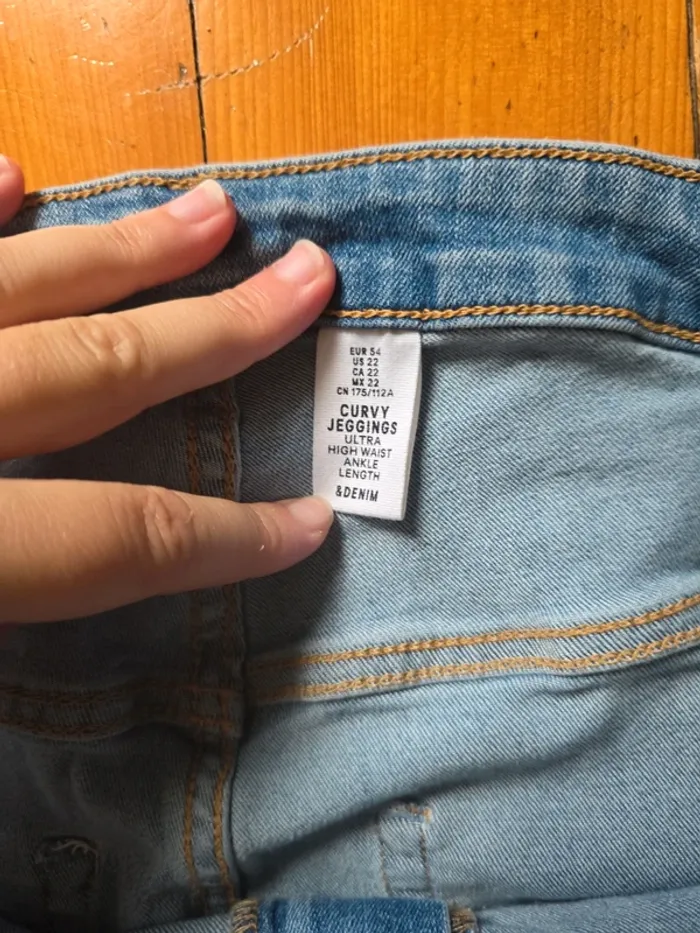 EUR 54
US 22
CA 22
MX 22
CN 175/112A
CURVY
JEGGINGS
ULTRA
HIGH WAIST
ANKLE
LENGTH
&DENIM